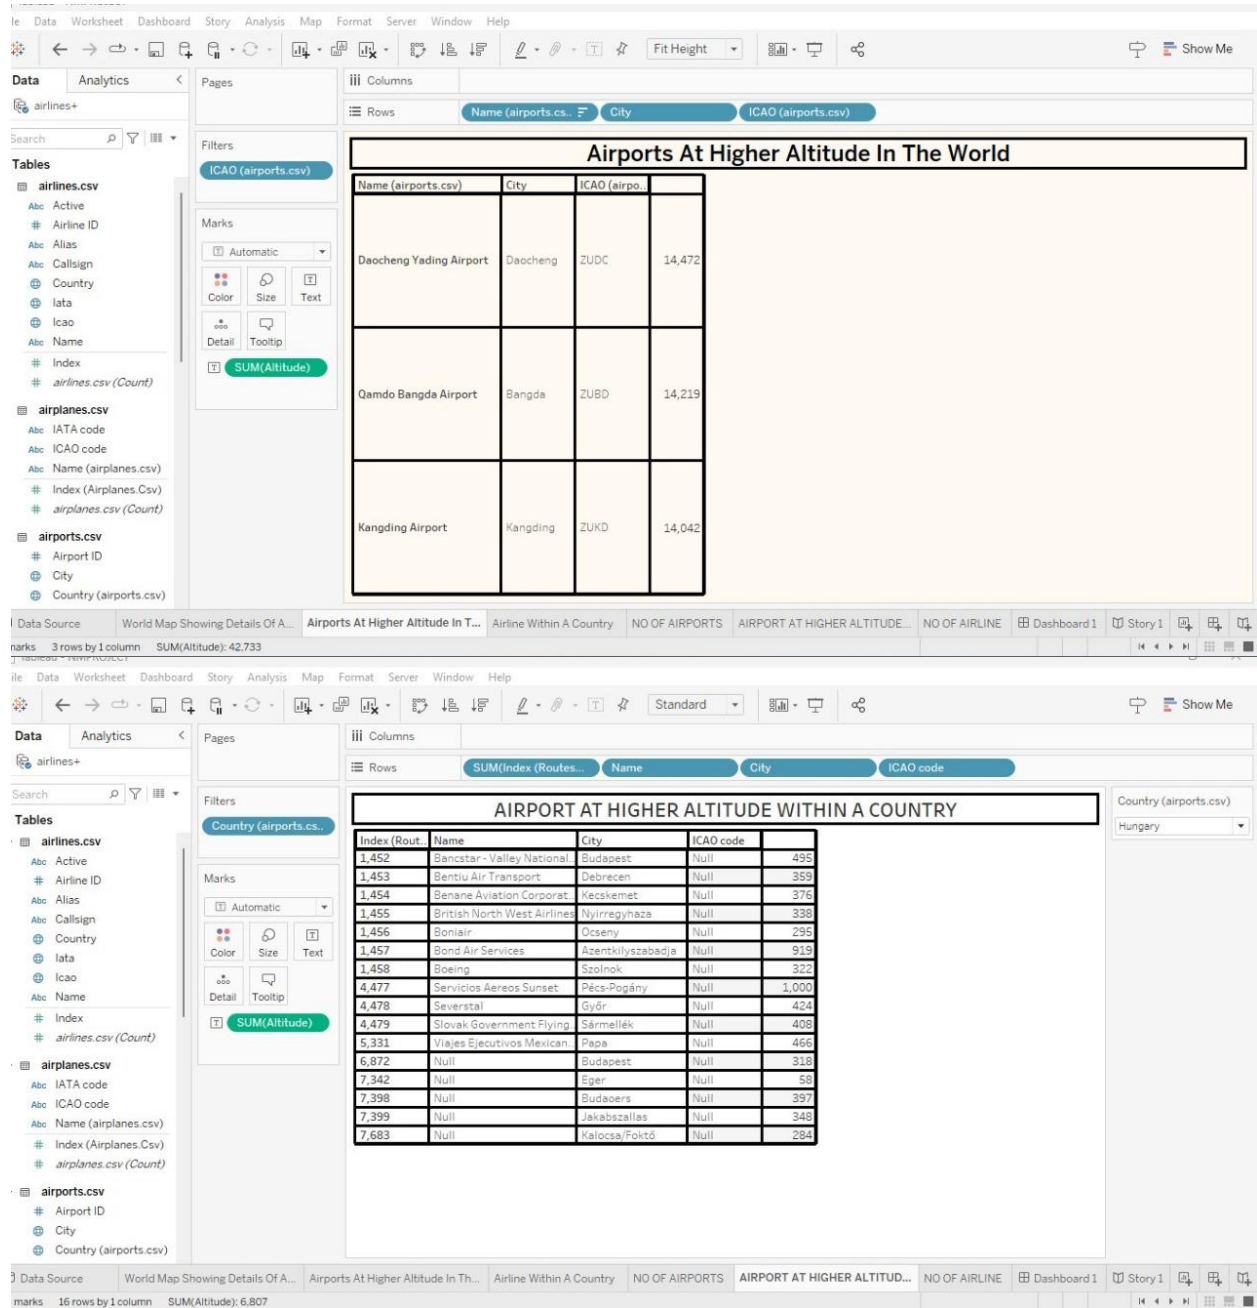 le Data Worksheet Dashboard Story Analysis Map Format Server Window Help
Fit Height
Show Me
Data Analytics
Pages
Columns
airlines+
Rows Name (airports.cs.. City ICAO (airports.csv)
Search
Filters
ICAO (airports.csv)
Airports At Higher Altitude In The World
Tables
airlines.csv
Abc Active
# Airline ID
Abc Alias
Abc Callsign
Country
Iata
Icao
Abc Name
# Index
# airlines.csv (Count)
airplanes.csv
Abc IATA code
Abc ICAO code
Abc Name (airplanes.csv)
# Index (Airplanes.Csv)
# airplanes.csv (Count)
airports.csv
# Airport ID
City
Country (airports.csv)
Marks
Automatic
Color Size Text
Detail Tooltip
SUM(Altitude)
Name (airports.csv) City ICAO (airpo..
Daocheng Yading Airport Daocheng ZUDC 14,472
Qamdo Bangda Airport Bangda ZUBD 14,219
Kangding Airport Kangding ZUKD 14,042
Data Source World Map Showing Details Of A... Airports At Higher Altitude In T... Airline Within A Country NO OF AIRPORTS AIRPORT AT HIGHER ALTITUDE... NO OF AIRLINE Dashboard 1 Story 1
narks 3 rows by 1 column SUM(Altitude): 42,733
ile Data Worksheet Dashboard Story Analysis Map Format Server Window Help
Standard
Show Me
Data Analytics
Pages
Columns
airlines+
Rows SUM(Index (Routes... Name City ICAO code
Search
Filters
Country (airports.cs..
AIRPORT AT HIGHER ALTITUDE WITHIN A COUNTRY
Country (airports.csv)
Hungary
Tables
airlines.csv
Abc Active
# Airline ID
Abc Alias
Abc Callsign
Country
Iata
Icao
Abc Name
# Index
# airlines.csv (Count)
airplanes.csv
Abc IATA code
Abc ICAO code
Abc Name (airplanes.csv)
# Index (Airplanes.Csv)
# airplanes.csv (Count)
airports.csv
# Airport ID
City
Country (airports.csv)
Marks
Automatic
Color Size Text
Detail Tooltip
SUM(Altitude)
Index (Rout.. Name City ICAO code
1,452 Bancstar - Valley National.. Budapest Null 495
1,453 Bentiu Air Transport Debrecen Null 359
1,454 Benane Aviation Corporat.. Kecskemet Null 376
1,455 British North West Airlines Nyirregyhaza Null 338
1,456 Boniair Ocseny Null 295
1,457 Bond Air Services Azentkilyszabadja Null 919
1,458 Boeing Szolnok Null 322
4,477 Servicios Aereos Sunset Pécs-Pogány Null 1,000
4,478 Severstal Győr Null 424
4,479 Slovak Government Flying.. Sármellék Null 408
5,331 Viajes Ejecutivos Mexican.. Papa Null 466
6,872 Null Budapest Null 318
7,342 Null Eger Null 58
7,398 Null Budaoers Null 397
7,399 Null Jakabszallas Null 348
7,683 Null Kalocsa/Foktő Null 284
Data Source World Map Showing Details Of A... Airports At Higher Altitude In Th... Airline Within A Country NO OF AIRPORTS AIRPORT AT HIGHER ALTITUD... NO OF AIRLINE Dashboard 1 Story 1
marks 16 rows by 1 column SUM(Altitude): 6,807